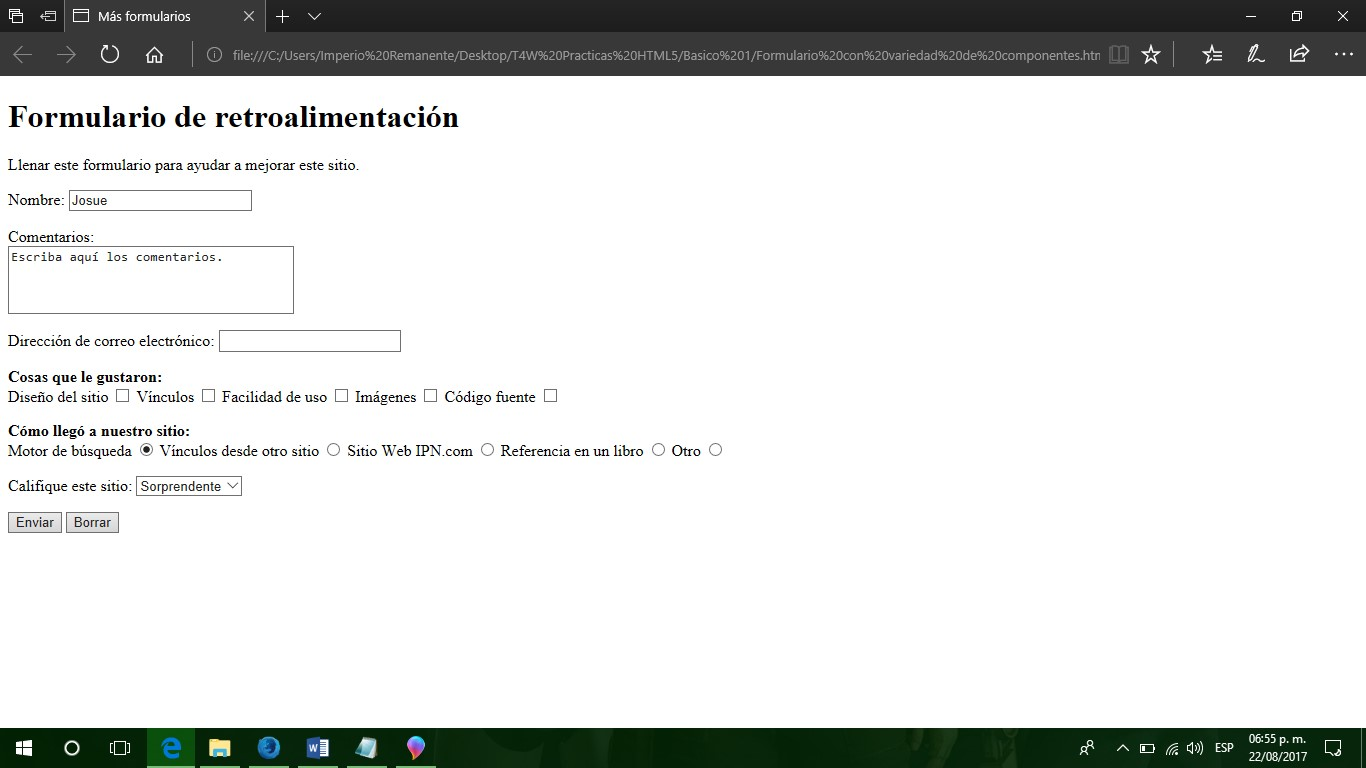 Más formularios
file:///C:/Users/Imperio%20Remanente/Desktop/T4W%20Practicas%20HTML5/Basico%201/Formulario%20con%20variedad%20de%20componentes.htm
Formulario de retroalimentación
Llenar este formulario para ayudar a mejorar este sitio.
Nombre: Josue
Comentarios:
Escriba aquí los comentarios.
Dirección de correo electrónico:
Cosas que le gustaron:
Diseño del sitio Vínculos Facilidad de uso Imágenes Código fuente
Cómo llegó a nuestro sitio:
Motor de búsqueda Vínculos desde otro sitio Sitio Web IPN.com Referencia en un libro Otro
Califique este sitio: Sorprendente
Enviar Borrar
ESP
06:55 p. m.
22/08/2017